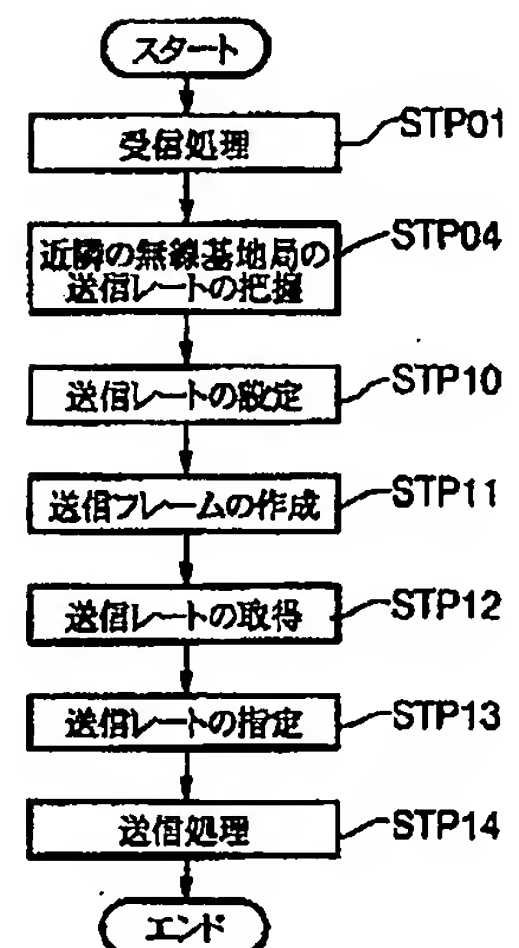 スタート
受信処理
STP01
近隣の無線基地局の
送信レートの把握
STP04
送信レートの設定
STP10
送信フレームの作成
STP11
送信レートの取得
STP12
送信レートの指定
STP13
送信処理
STP14
エンド